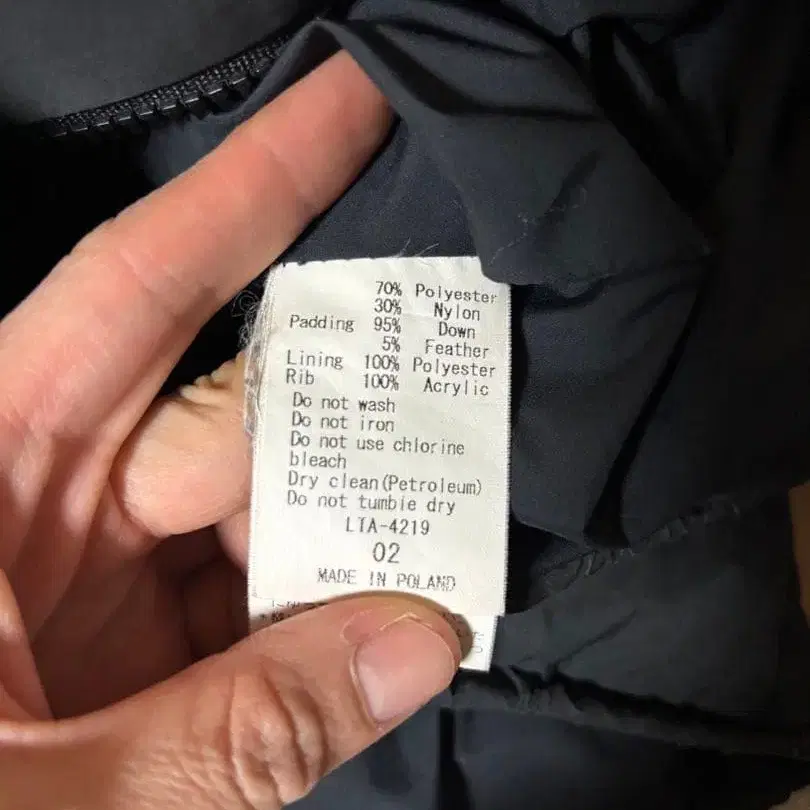 70% Polyester
30% Nylon
Padding 95% Down
5% Feather
Lining 100% Polyester
Rib 100% Acrylic
Do not wash
Do not iron
Do not use chlorine
bleach
Dry clean(Petroleum)
Do not tumble dry
LTA-4219
02
MADE IN POLAND